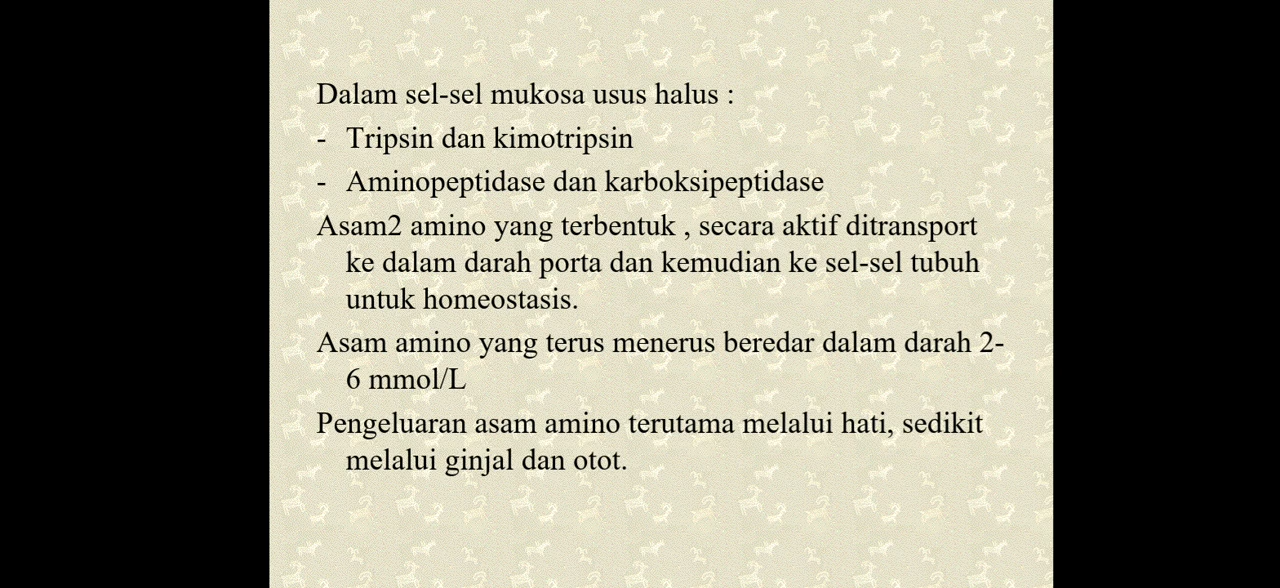 Dalam sel-sel mukosa usus halus :
- Tripsin dan kimotripsin
- Aminopeptidase dan karboksipeptidase
Asam2 amino yang terbentuk , secara aktif ditransport
ke dalam darah porta dan kemudian ke sel-sel tubuh
untuk homeostasis.
Asam amino yang terus menerus beredar dalam darah 2-
6 mmol/L
Pengeluaran asam amino terutama melalui hati, sedikit
melalui ginjal dan otot.